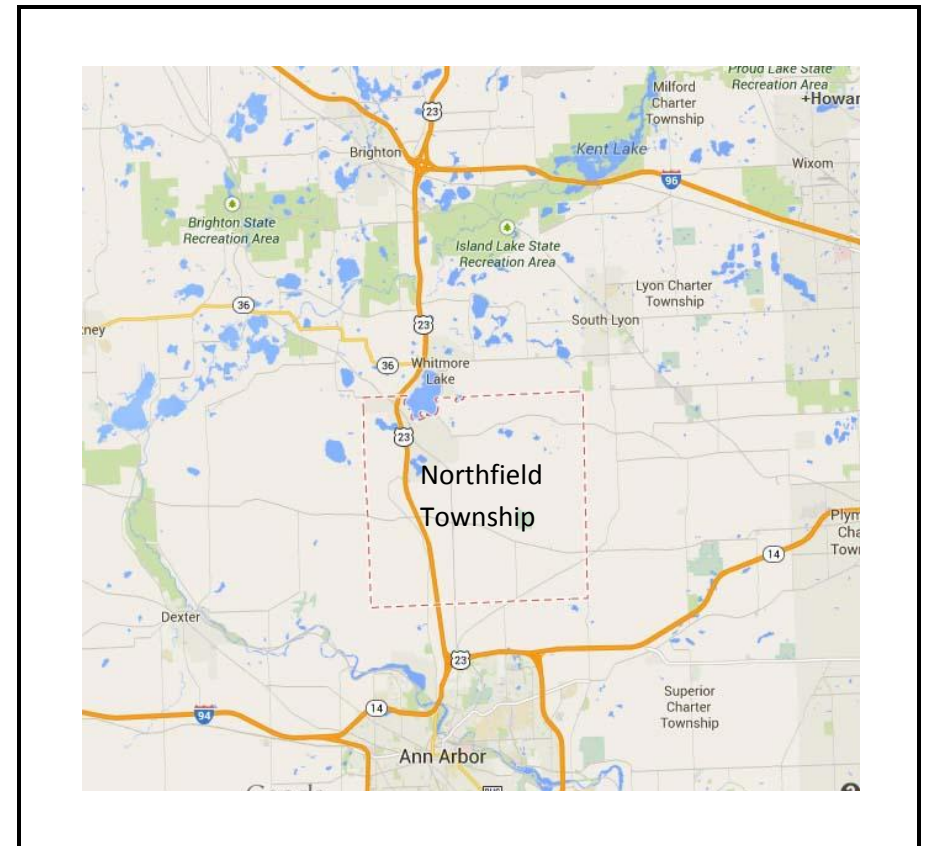 Proud Lake State
Recreation Area
Milford
Charter
Township
+Howar
23
Brighton
Kent Lake
Wixom
96
Brighton State
Recreation Area
Island Lake State
Recreation Area
Lyon Charter
Township
36
South Lyon
23
ney
36
Whitmore
Lake
23
Northfield
Township
Plym
Cha
Tow
14
Dexter
23
Superior
Charter
Township
94
14
Ann Arbor